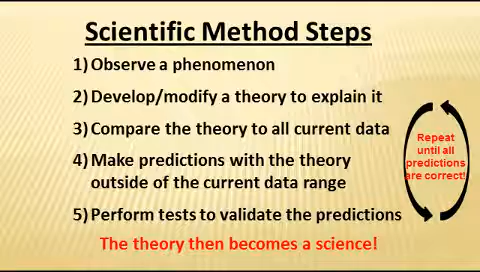 Scientific Method Steps
1) Observe a phenomenon
2) Develop/modify a theory to explain it
3) Compare the theory to all current data
4) Make predictions with the theory
outside of the current data range
5) Perform tests to validate the predictions
Repeat
until all
predictions
are correct!
The theory then becomes a science!